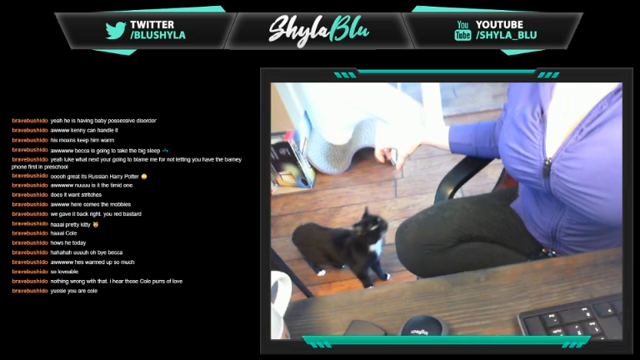 TWITTER
/BLUSHYLA
ShylaBlu
You Tube
YOUTUBE
/SHYLA_BLU
bravebushido yeah he is having baby possessive disorder
bravebushido awwww kenny can handle it
bravebushido his mouns keep him warm
bravebushido awwwww becca is going to take the big sleep
bravebushido yeah luke what next your going to blame me for not letting you have the barney
phone first in preschool
bravebushido ooooh great its Russian Harry Potter
bravebushido awwwww nuuuu is it the timid one
bravebushido does it want stritches
bravebushido awwww here comes the mobbies
bravebushido we gave it back right, you red bastard
bravebushido haaai pretty kitty
bravebushido haaai Cole
bravebushido hows he today
bravebushido hahahah uuuuh oh bye becca
bravebushido awwwww hes warmed up so much
bravebushido so loveable
bravebushido nothing wrong with that. i hear those Cole purrs of love
bravebushido yussie you are cole